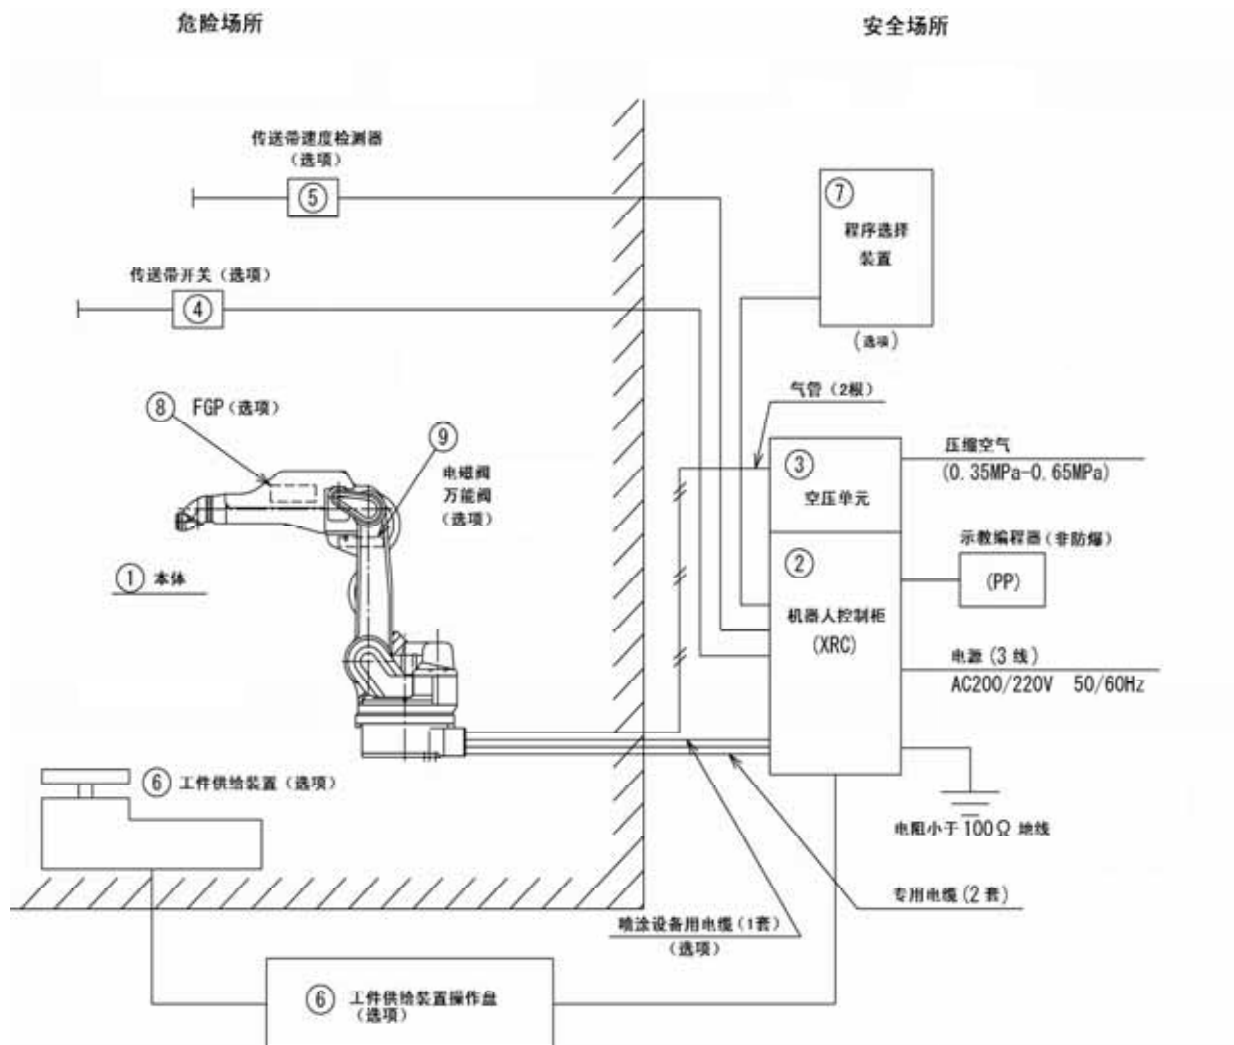 危险场所
安全场所
传送带速度检测器
(选项)
⑤
传送带开关(选项)
④
⑦
程序选择
装置
(选项)
气管(2根)
⑧ FGP(选项)
⑨
电磁阀
万能阀
(选项)
③
空压单元
压缩空气
(0.35MPa-0.65MPa)
示教编程器(非防爆)
(PP)
②
机器人控制柜
(XRC)
① 本体
电源(3线)
AC200/220V 50/60Hz
⑥ 工件供给装置(选项)
电阻小于100Ω 地线
专用电缆(2套)
喷涂设备用电缆(1套)
(选项)
⑥ 工件供给装置操作盘
(选项)